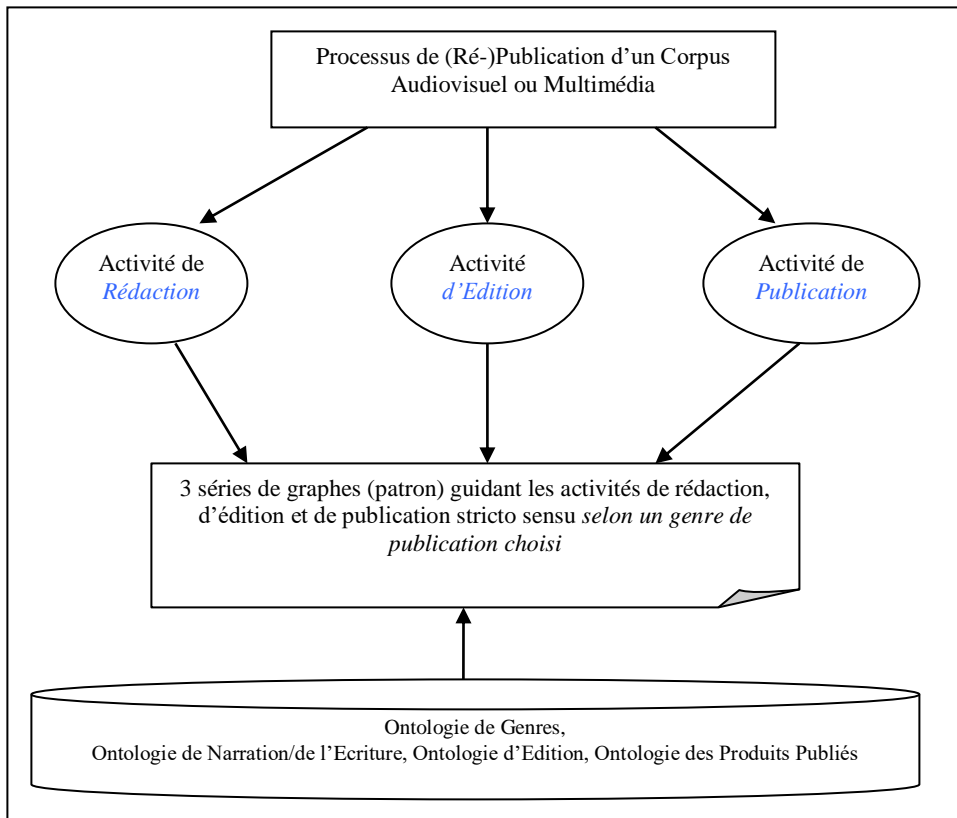 Processus de (Ré-)Publication d’un Corpus
Audiovisuel ou Multimédia
Activité de
Rédaction
Activité
d’Edition
Activité de
Publication
3 séries de graphes (patron) guidant les activités de rédaction,
d’édition et de publication stricto sensu selon un genre de
publication choisi
Ontologie de Genres,
Ontologie de Narration/de l’Ecriture, Ontologie d’Edition, Ontologie des Produits Publiés